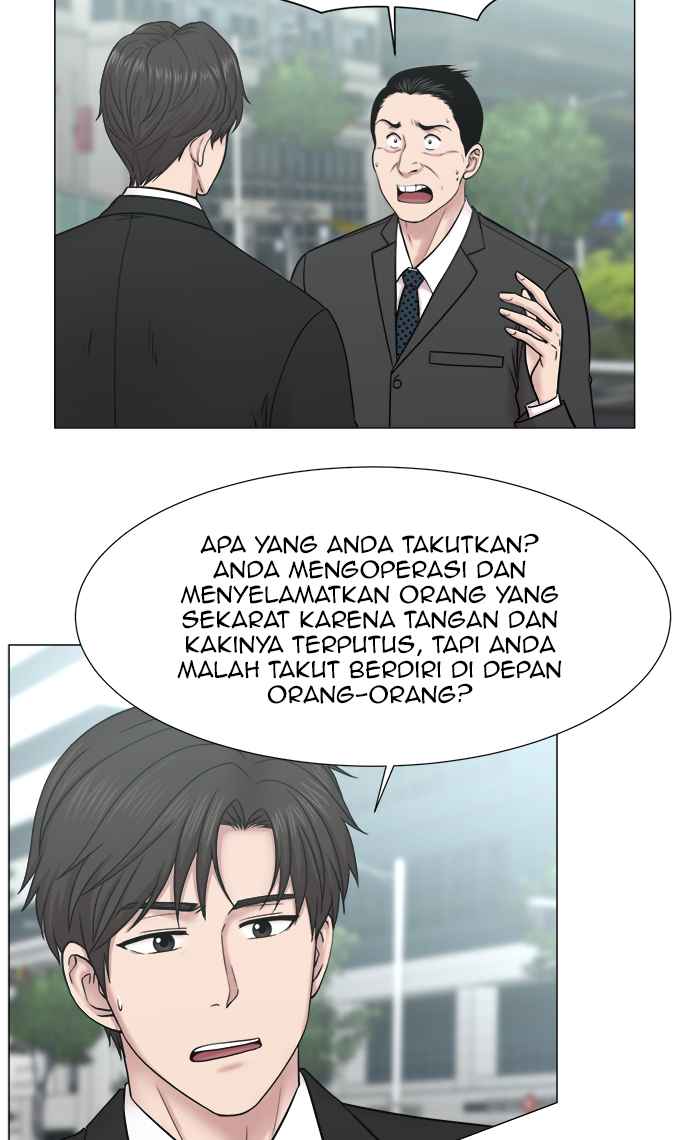 APA YANG ANDA TAKUTKAN?
ANDA MENGOPERASI DAN
MENYELAMATKAN ORANG YANG
SEKARAT KARENA TANGAN DAN
KAKINYA TERPUTUS, TAPI ANDA
MALAH TAKUT BERDIRI DI DEPAN
ORANG-ORANG?